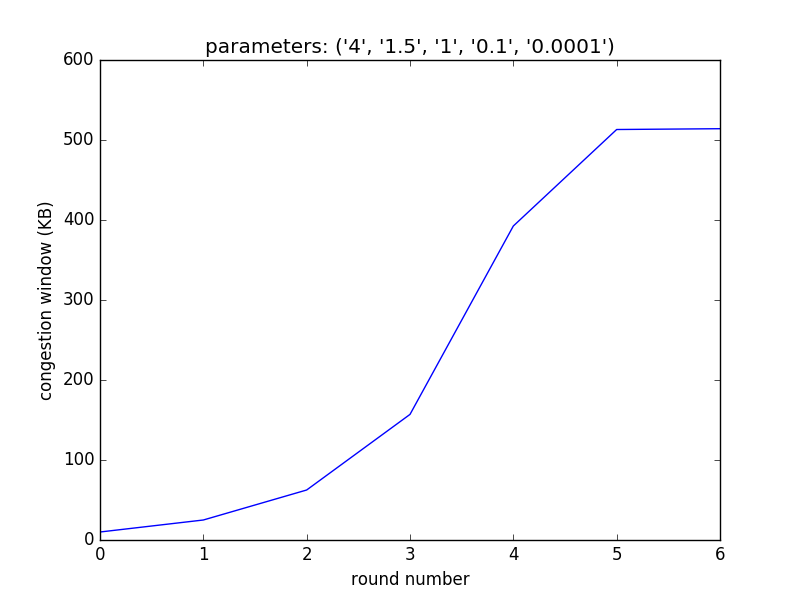 parameters: ('4', '1.5', '1', '0.1', '0.0001')
600
500
400
300
200
100
0
congestion window (KB)
0 1 2 3 4 5 6
round number